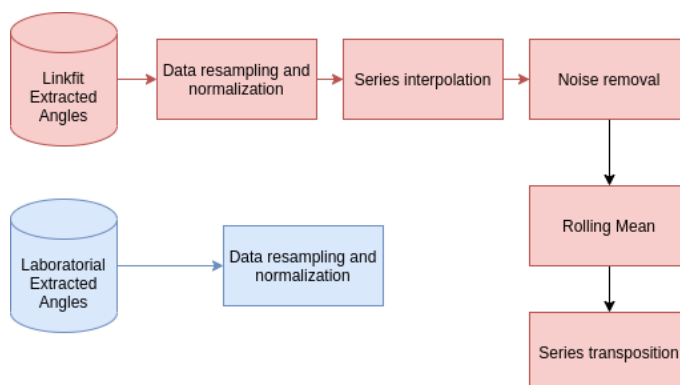 Linkfit
Extracted
Angles
Data resampling and
normalization
Series interpolation
Noise removal
Rolling Mean
Laboratorial
Extracted
Angles
Data resampling and
normalization
Series transposition